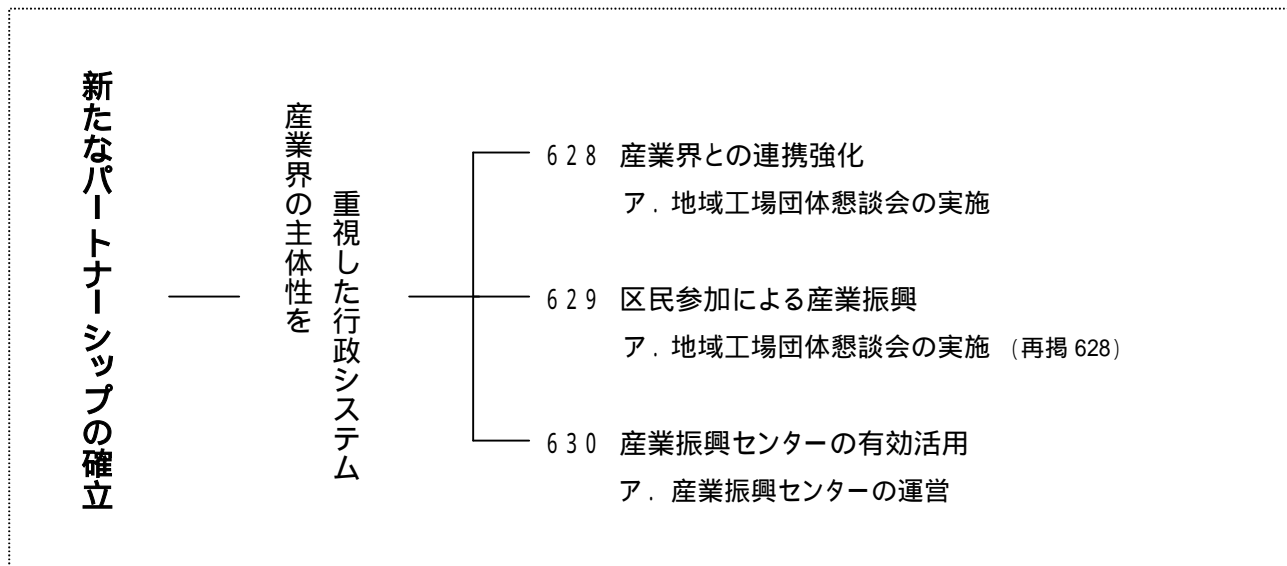 新たなパートナーシップの確立
産業界の主体性を
重視した行政システム
628 産業界との連携強化
ア．地域工場団体懇談会の実施
629 区民参加による産業振興
ア．地域工場団体懇談会の実施 (再掲 628)
630 産業振興センターの有効活用
ア．産業振興センターの運営